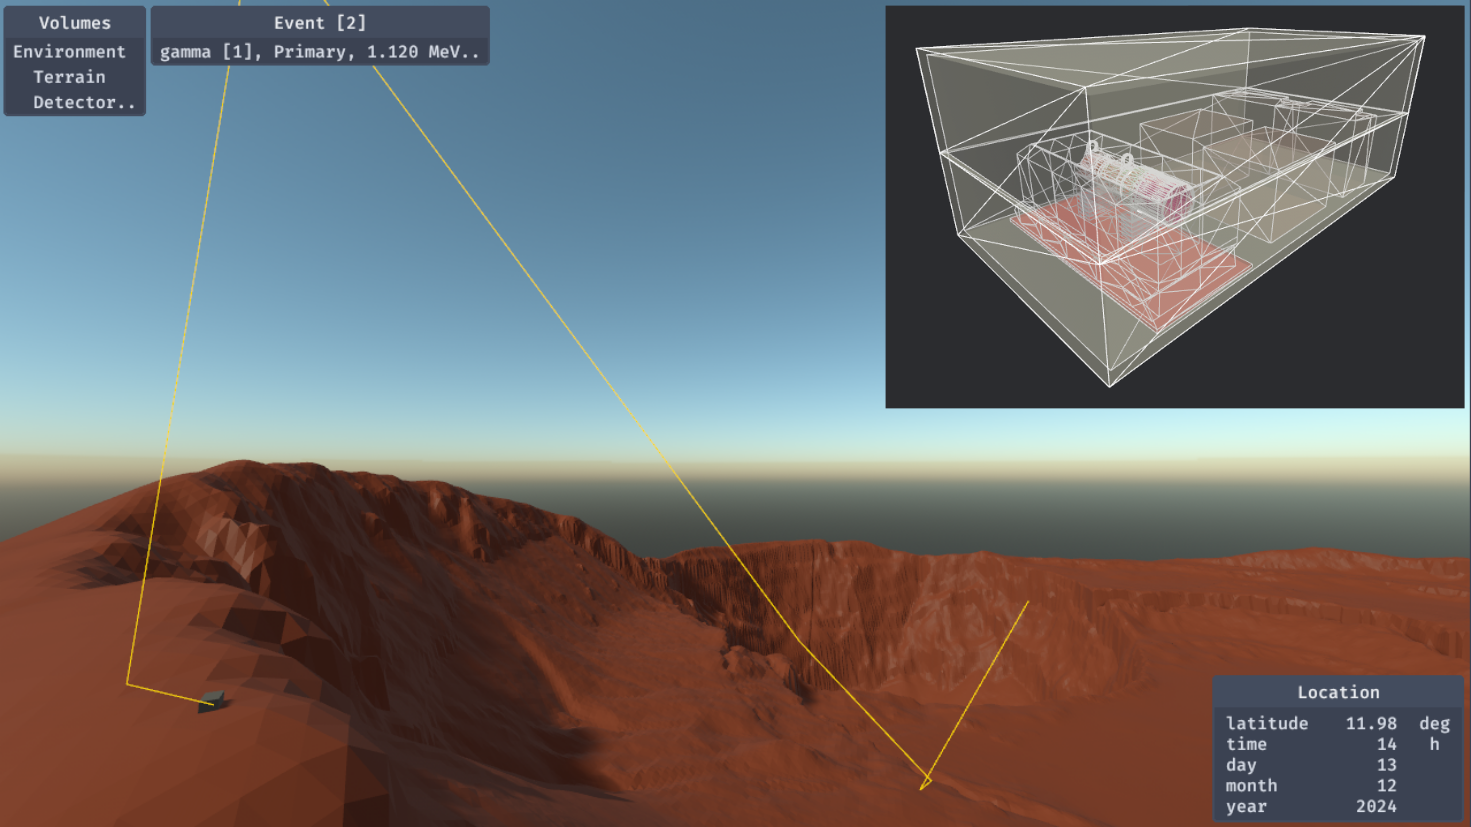 Volumes
Environment
Terrain
Detector..
Event [2]
gamma [1], Primary, 1.120 MeV..
Location
latitude 11.98 deg
time 14 h
day 13
month 12
year 2024